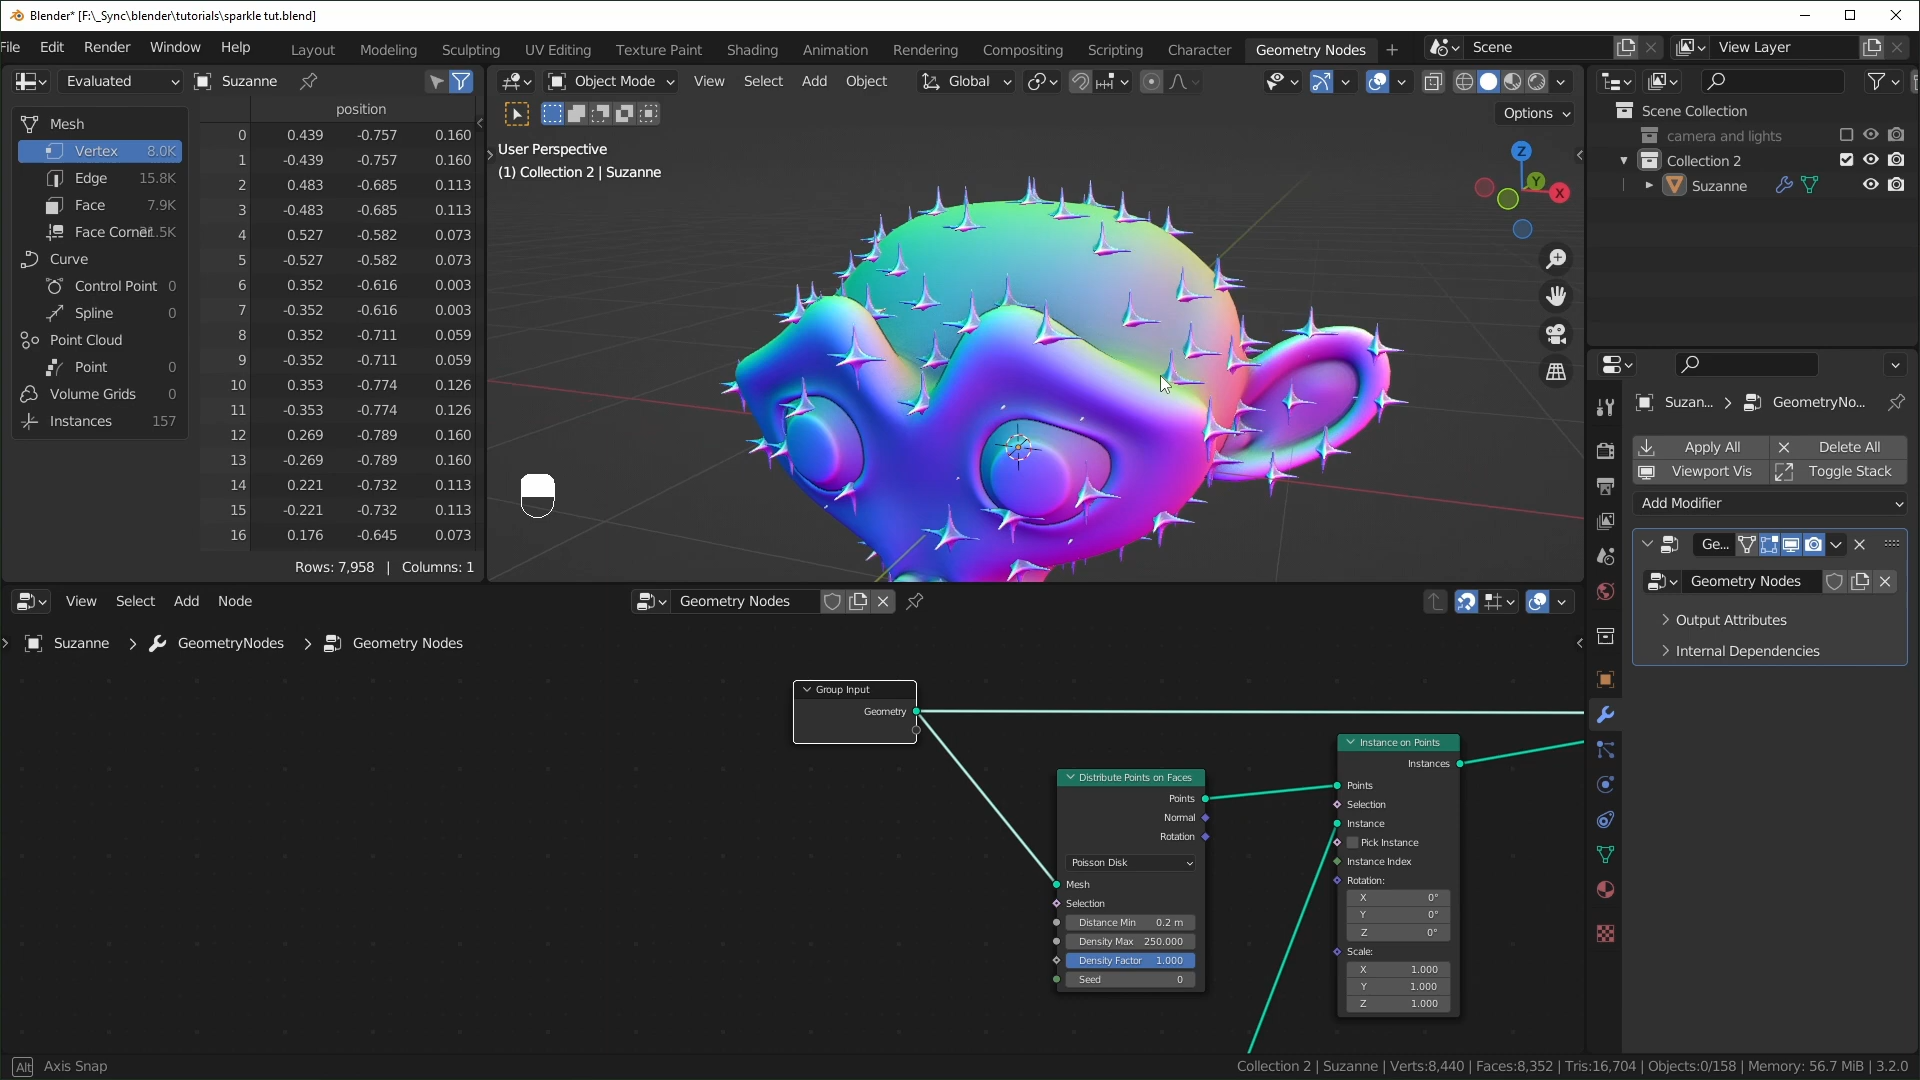 Blender* [F:\_Sync\blender\tutorials\sparkle tut.blend]
File Edit Render Window Help
Layout Modeling Sculpting UV Editing Texture Paint Shading Animation Rendering Compositing Scripting Character Geometry Nodes +
Scene
View Layer
Evaluated
Suzanne
Object Mode
View Select Add Object
Global
Options
position
Mesh
Vertex 8.0K
Edge 15.8K
Face 7.9K
Face Corner
Curve
Control Point 0
Spline 0
Point Cloud
Point 0
Volume Grids 0
Instances 157
0 0.439 -0.757 0.160
1 -0.439 -0.757 0.160
2 0.483 -0.685 0.113
3 -0.483 -0.685 0.113
4 0.527 -0.582 0.073
5 -0.527 -0.582 0.073
6 0.352 -0.616 0.003
7 -0.352 -0.616 0.003
8 0.352 -0.711 0.059
9 -0.352 -0.711 0.059
10 0.353 -0.774 0.126
11 -0.353 -0.774 0.126
12 0.269 -0.789 0.160
13 -0.269 -0.789 0.160
14 0.221 -0.732 0.113
15 -0.221 -0.732 0.113
16 0.176 -0.645 0.073
Rows: 7,958 | Columns: 1
User Perspective
(1) Collection 2 | Suzanne
Z
Y
X
Scene Collection
camera and lights
Collection 2
Suzanne
Suzan... > GeometryNo...
Apply All
Delete All
Viewport Vis
Toggle Stack
Add Modifier
Ge...
Geometry Nodes
Output Attributes
Internal Dependencies
View Select Add Node
Geometry Nodes
Suzanne > GeometryNodes > Geometry Nodes
Group Input
Geometry
Distribute Points on Faces
Points
Normal
Rotation
Poisson Disk
Mesh
Selection
Distance Min 0.2 m
Density Max 250.000
Density Factor 1.000
Seed 0
Instance on Points
Instances
Points
Selection
Instance
Pick Instance
Instance Index
Rotation:
X 0°
Y 0°
Z 0°
Scale:
X 1.000
Y 1.000
Z 1.000
Alt Axis Snap
Collection 2 | Suzanne | Verts:8,440 | Faces:8,352 | Tris:16,704 | Objects:0/158 | Memory: 56.7 MiB | 3.2.0